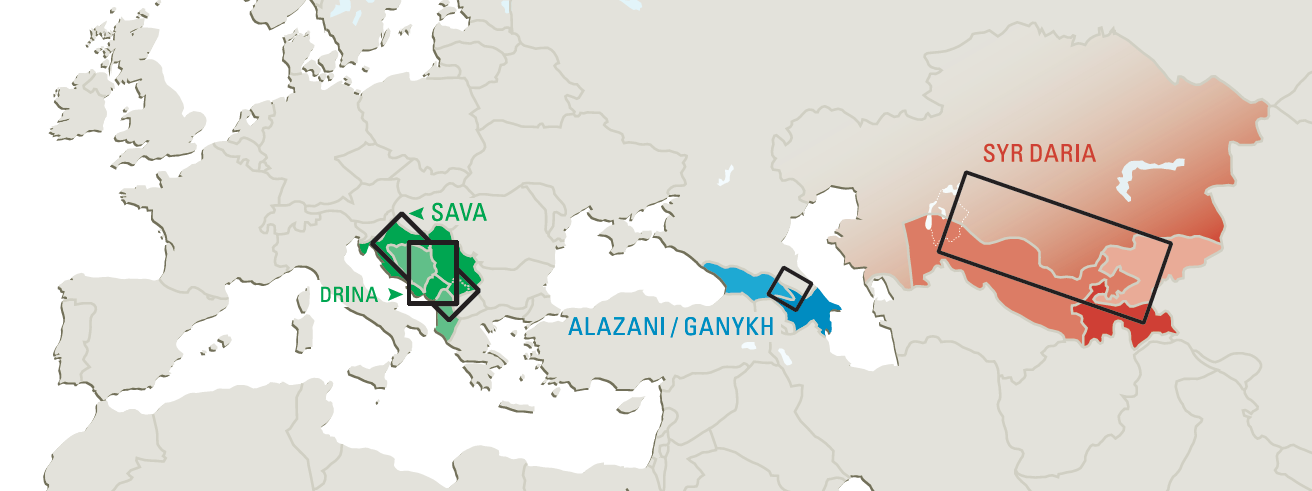 SYR DARIA
SAVA
DRINA
ALAZANI / GANYKH